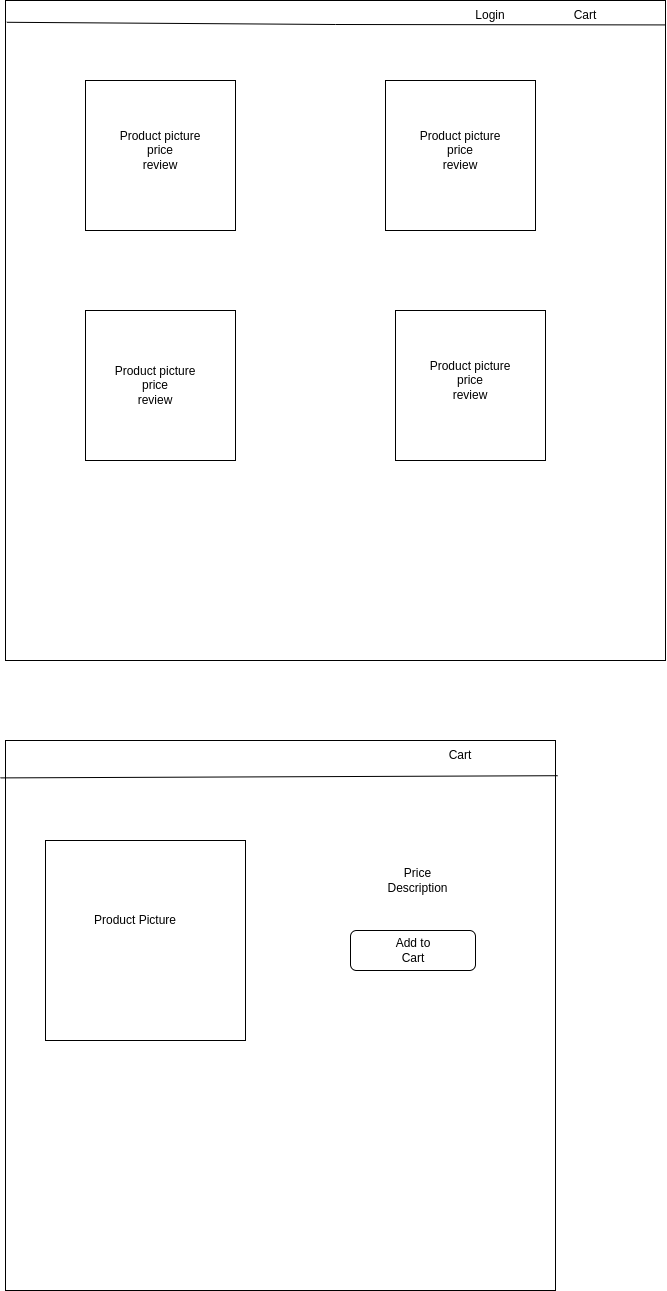 Login
Cart
Product picture
price
review
Product picture
price
review
Product picture
price
review
Product picture
price
review
Cart
Product Picture
Price
Description
Add to
Cart